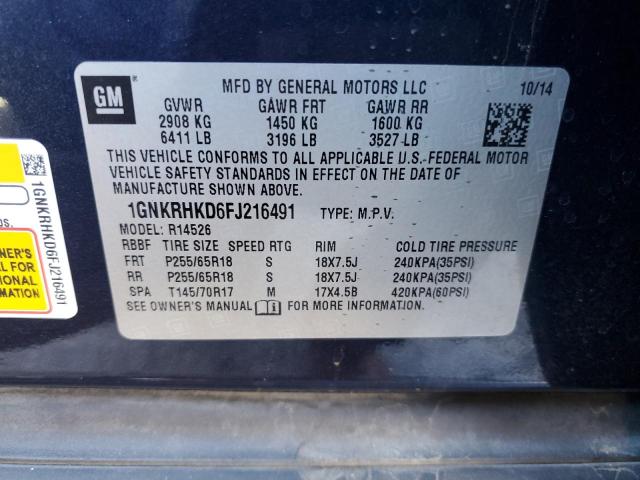 GM
MFD BY GENERAL MOTORS LLC 10/14
GVWR GAWR FRT GAWR RR
2908 KG 1450 KG 1600 KG
6411 LB 3196 LB 3527 LB
THIS VEHICLE CONFORMS TO ALL APPLICABLE U.S. FEDERAL MOTOR
VEHICLE SAFETY STANDARDS IN EFFECT ON THE DATE OF
MANUFACTURE SHOWN ABOVE.
1GNKRHKD6FJ216491 TYPE: M.P.V.
MODEL: R14526
RBBF TIRE SIZE SPEED RTG RIM COLD TIRE PRESSURE
FRT P255/65R18 S 18X7.5J 240KPA(35PSI)
RR P255/65R18 S 18X7.5J 240KPA(35PSI)
SPA T145/70R17 M 17X4.5B 420KPA(60PSI)
SEE OWNER'S MANUAL FOR MORE INFORMATION.
1GNKRHKD6FJ216491
OWNER'S
FOR